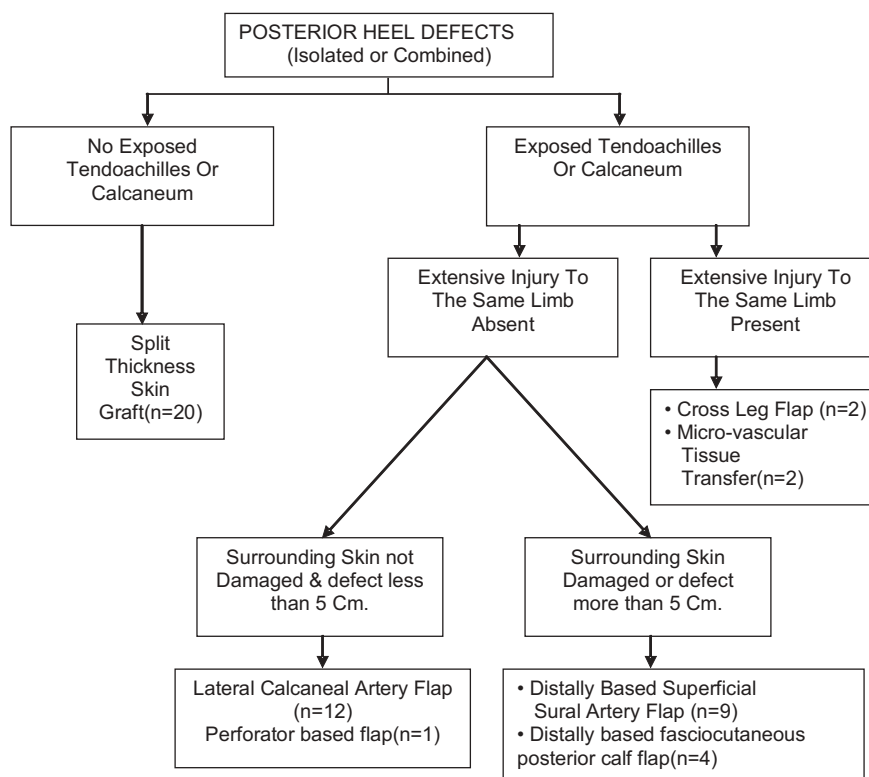 POSTERIOR HEEL DEFECTS
(Isolated or Combined)
No Exposed
Tendoachilles Or
Calcaneum
Exposed Tendoachilles
Or Calcaneum
Extensive Injury To
The Same Limb
Absent
Extensive Injury To
The Same Limb
Present
Split
Thickness
Skin
Graft(n=20)
• Cross Leg Flap (n=2)
• Micro-vascular
Tissue
Transfer(n=2)
Surrounding Skin not
Damaged & defect less
than 5 Cm.
Surrounding Skin
Damaged or defect
more than 5 Cm.
Lateral Calcaneal Artery Flap
(n=12)
Perforator based flap(n=1)
• Distally Based Superficial
Sural Artery Flap (n=9)
• Distally based fasciocutaneous
posterior calf flap(n=4)